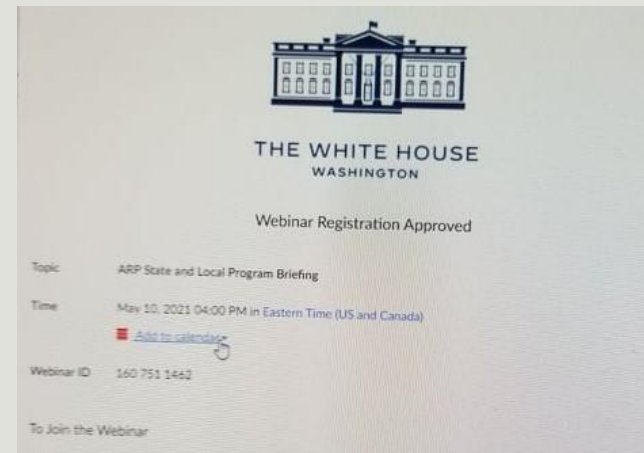 THE WHITE HOUSE
WASHINGTON
Webinar Registration Approved
Topic ARP State and Local Program Briefing
Time May 10, 2021 04:00 PM in Eastern Time (US and Canada)
Add to calendar
Webinar ID 160 751 1462
To Join the Webinar